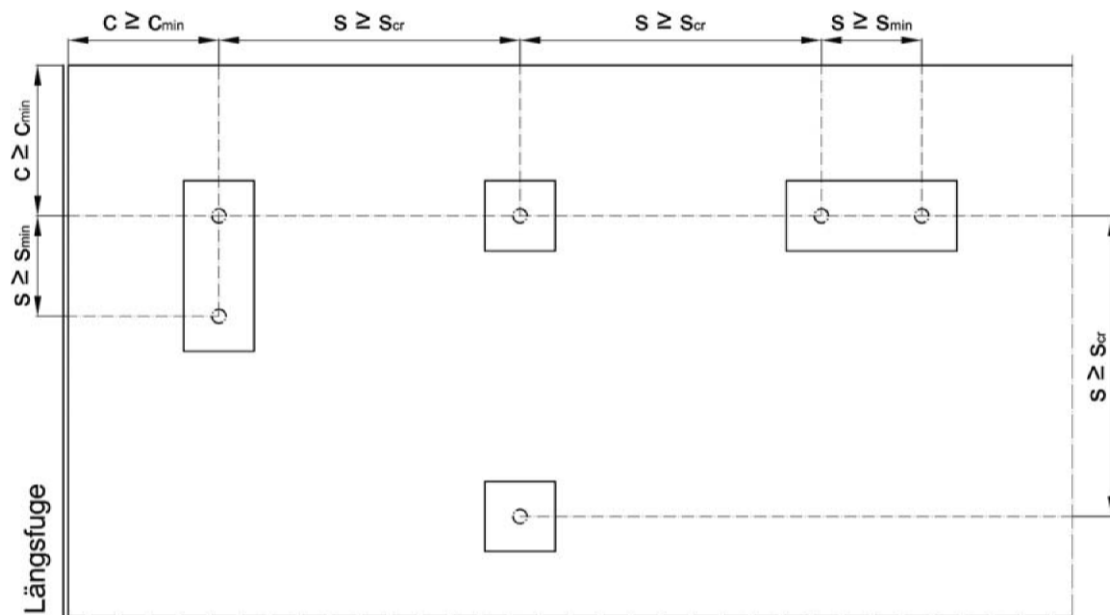 c ≥ cmin
s ≥ scr
s ≥ scr
s ≥ smin
c ≥ cmin
s ≥ smin
s ≥ scr
Längsfuge